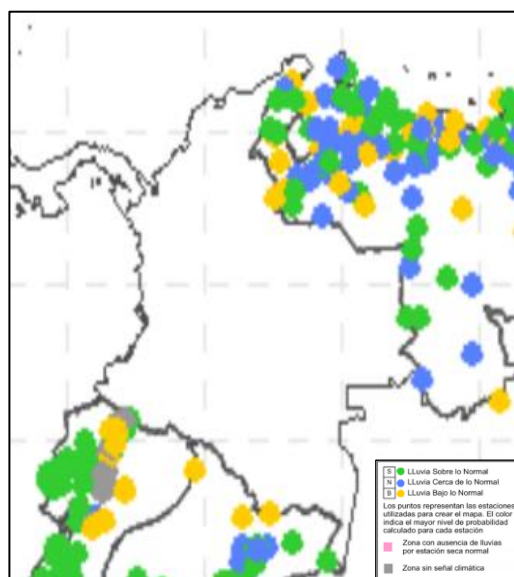 S LLuvia Sobre lo Normal
N LLuvia Cerca de lo Normal
B LLuvia Bajo lo Normal
Los puntos representan las estaciones
utilizadas para crear el mapa. El color
indica el mayor nivel de probabilidad
calculado para cada estación
Zona con ausencia de lluvias
por estación seca normal
Zona sin señal climática